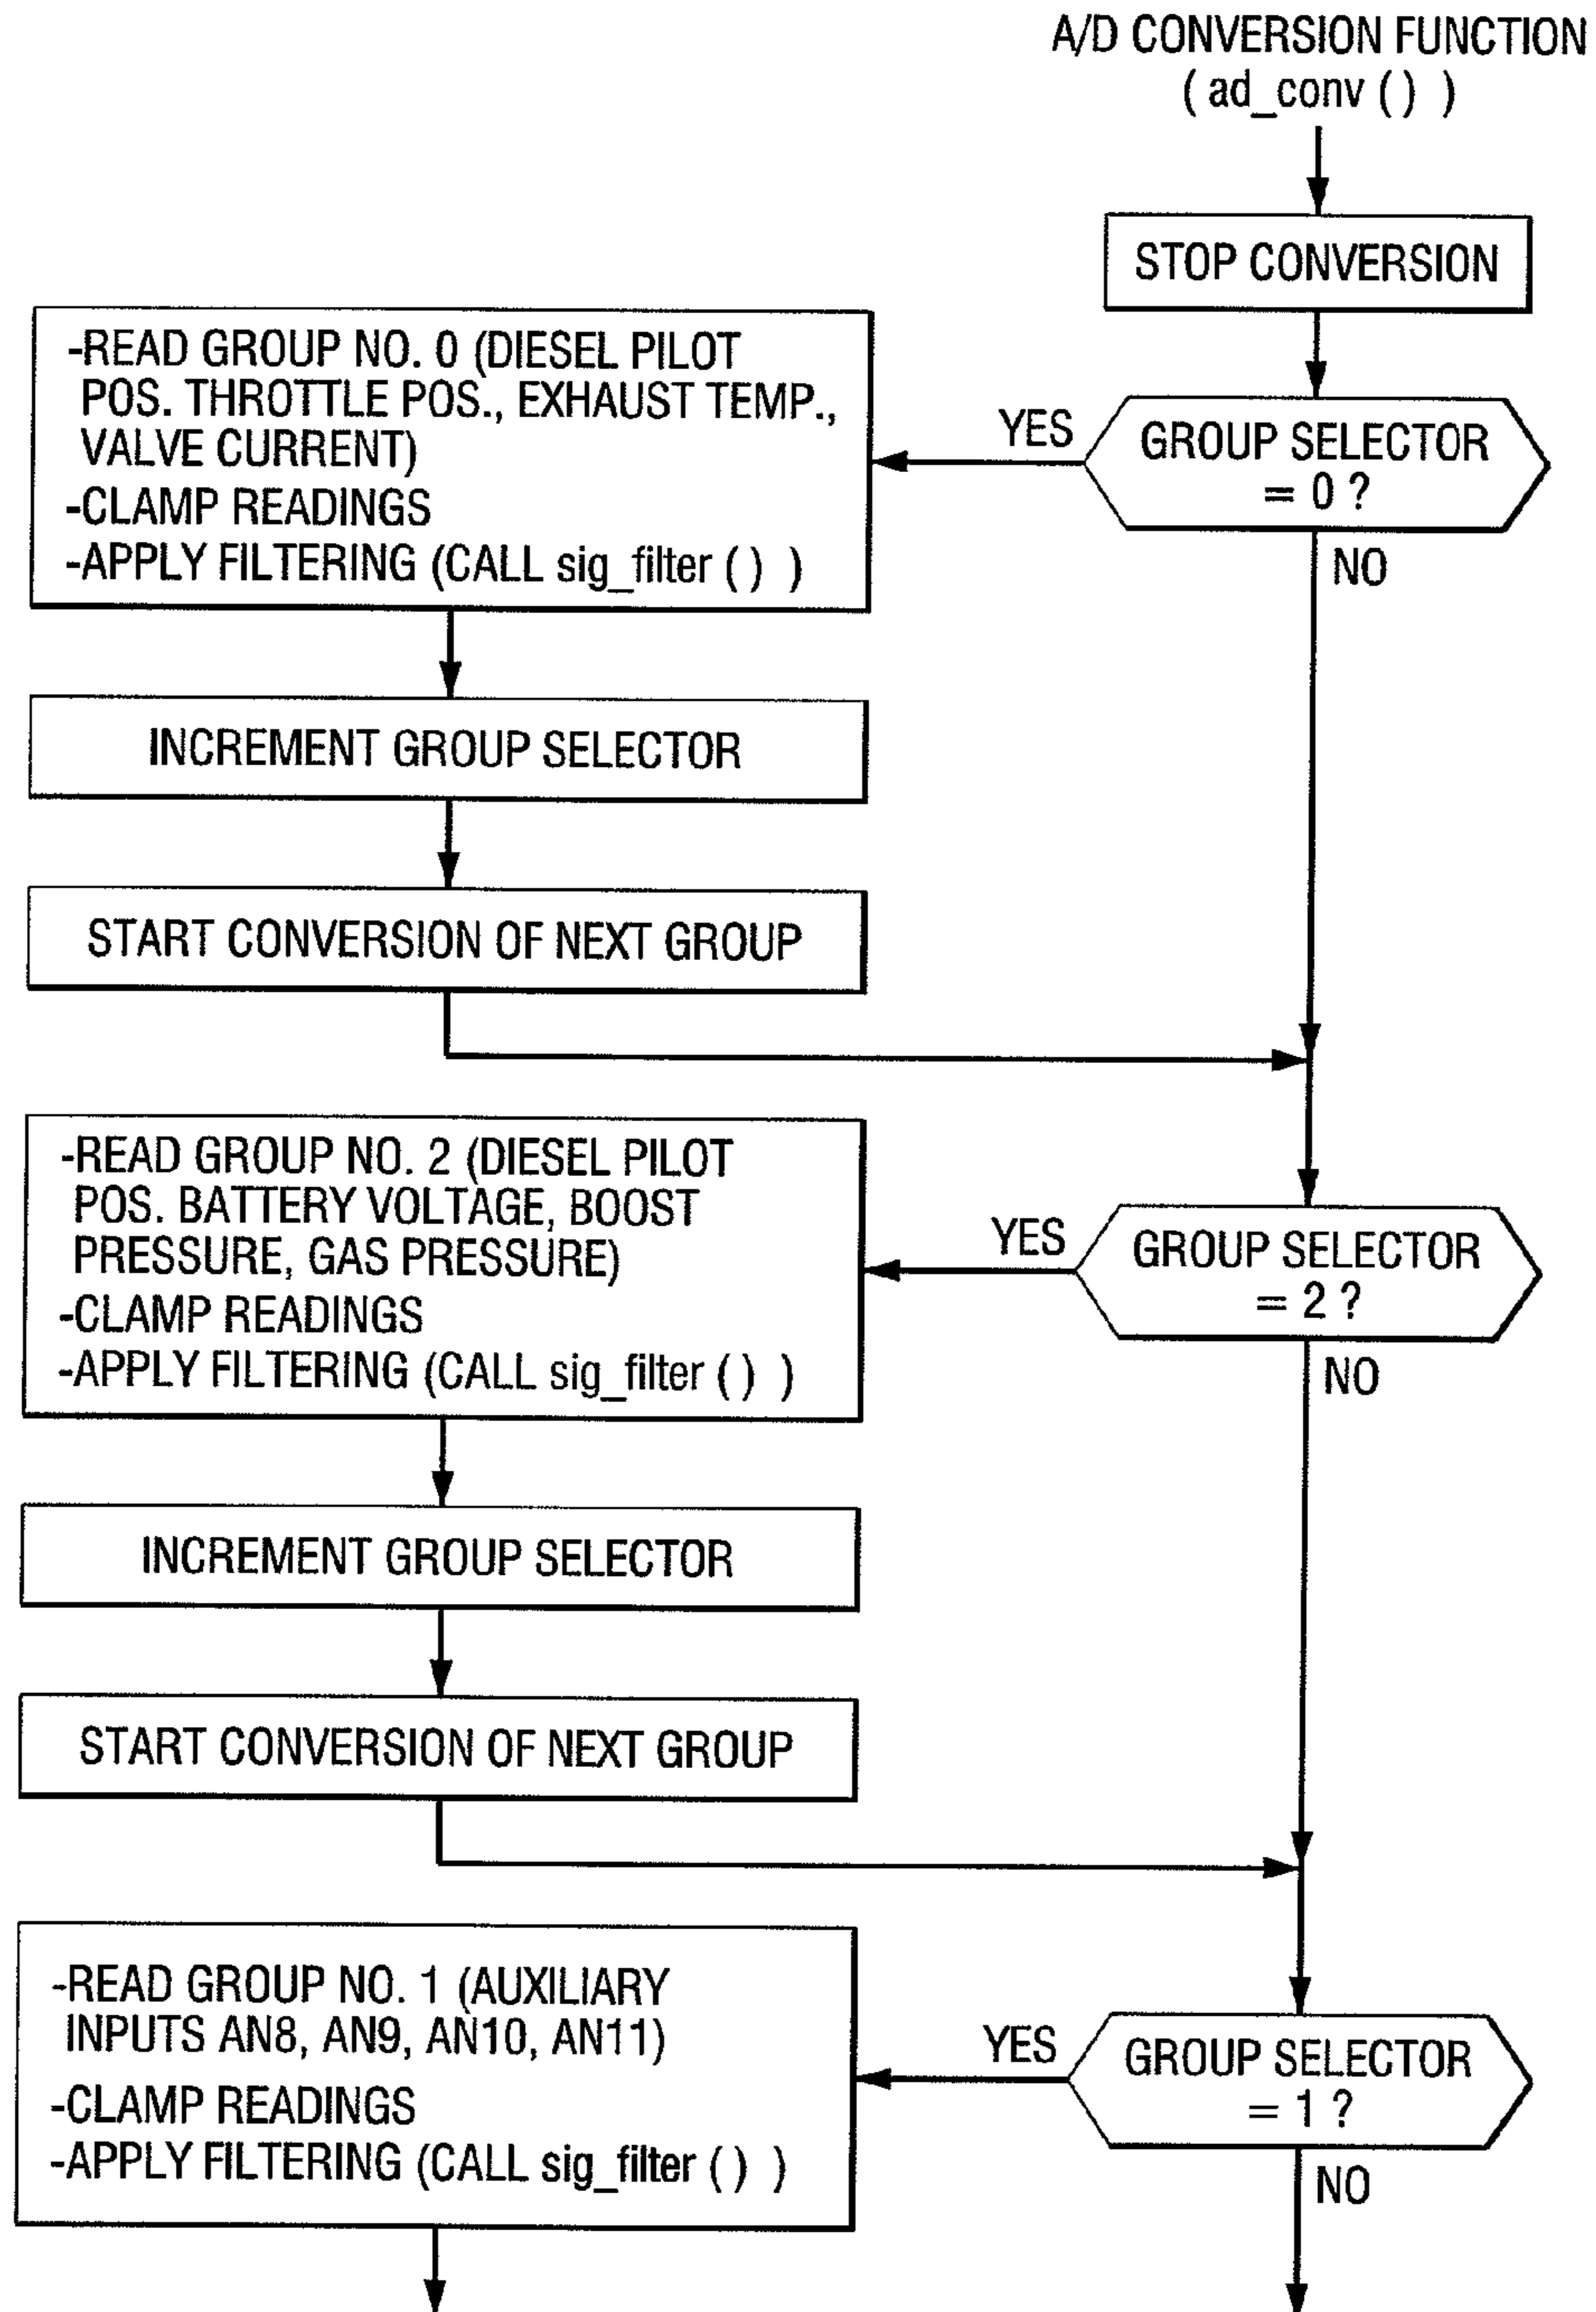 A/D CONVERSION FUNCTION
( ad_conv () )
STOP CONVERSION
GROUP SELECTOR
= 0 ?
YES
NO
-READ GROUP NO. 0 (DIESEL PILOT
POS. THROTTLE POS., EXHAUST TEMP.,
VALVE CURRENT)
-CLAMP READINGS
-APPLY FILTERING (CALL sig_filter () )
INCREMENT GROUP SELECTOR
START CONVERSION OF NEXT GROUP
GROUP SELECTOR
= 2 ?
YES
NO
-READ GROUP NO. 2 (DIESEL PILOT
POS. BATTERY VOLTAGE, BOOST
PRESSURE, GAS PRESSURE)
-CLAMP READINGS
-APPLY FILTERING (CALL sig_filter () )
INCREMENT GROUP SELECTOR
START CONVERSION OF NEXT GROUP
GROUP SELECTOR
= 1 ?
YES
NO
-READ GROUP NO. 1 (AUXILIARY
INPUTS AN8, AN9, AN10, AN11)
-CLAMP READINGS
-APPLY FILTERING (CALL sig_filter () )